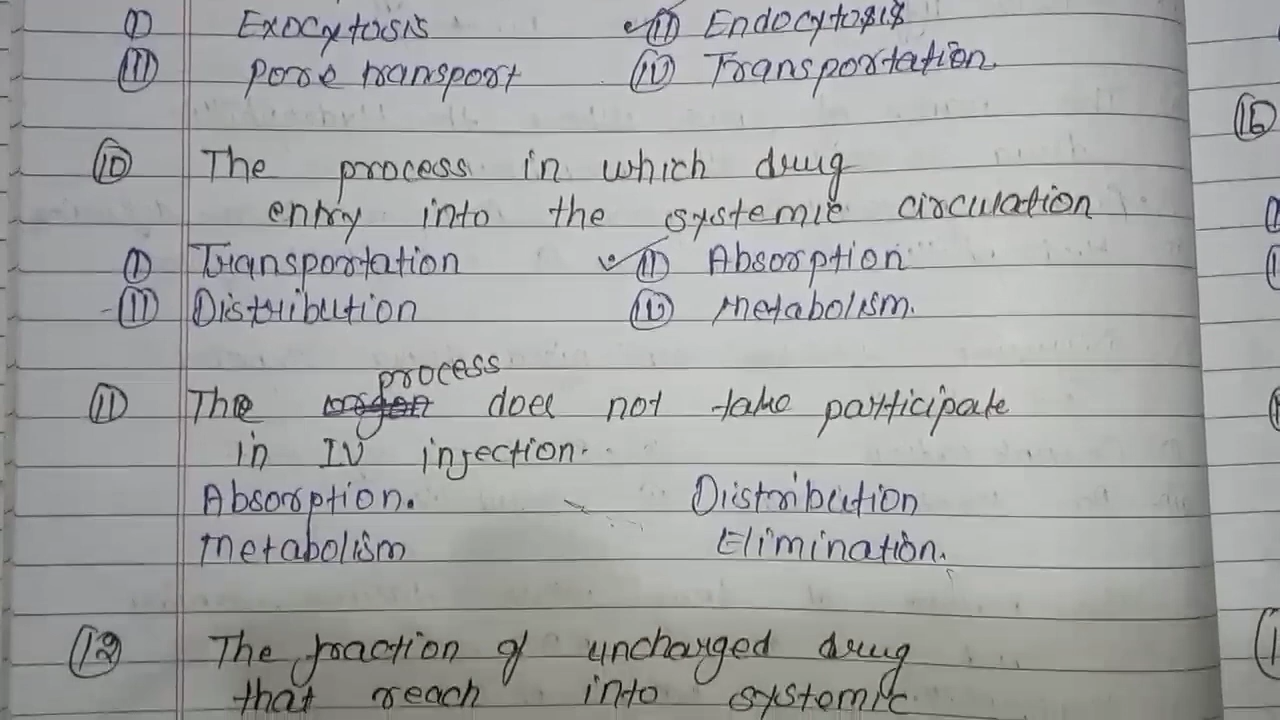 (I) Exocytosis (II) Endocytosis
(III) Pore transport (IV) Transportation.
(10) The process in which drug
entry into the systemic circulation
(I) Transportation (II) Absorption
(III) Distribution (IV) Metabolism.
process
(11) The does not take participate
in IV injection.
Absorption. Distribution
Metabolism Elimination.
(12) The fraction of uncharged drug
that reach into systemic
(16)